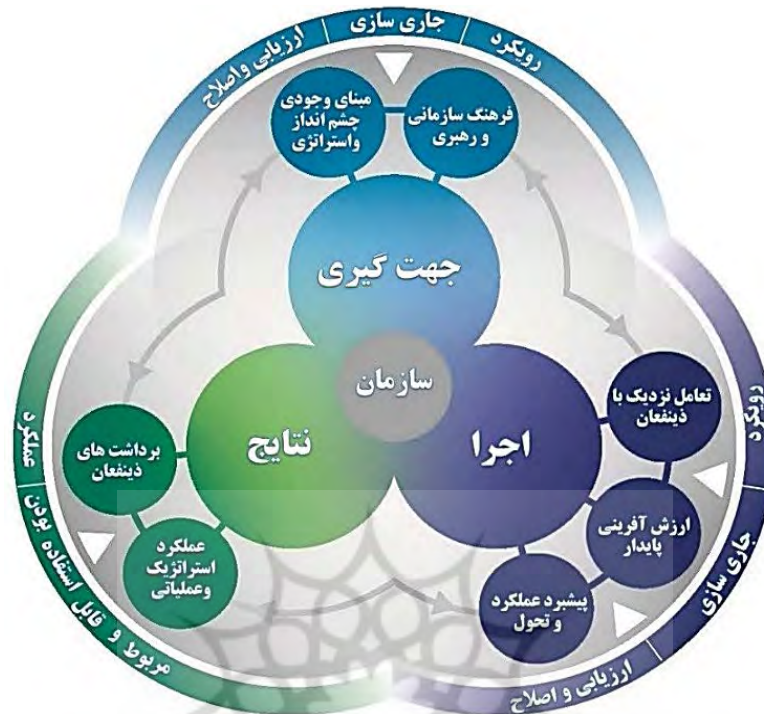 رویکرد | جاری سازی | ارزیابی واصلاح
فرهنگ سازمانی
و رهبری
مبنای وجودی
چشم انداز
واستراتژی
جهت گیری
سازمان
اجرا
نتایج
تعامل نزدیک با
ذینفعان
ارزش آفرینی
پایدار
پیشبرد عملکرد
و تحول
رویکرد | جاری سازی | ارزیابی و اصلاح
برداشت های
ذینفعان
عملکرد
استراتژیک
وعملیاتی
عملکرد | مربوط و قابل استفاده بودن